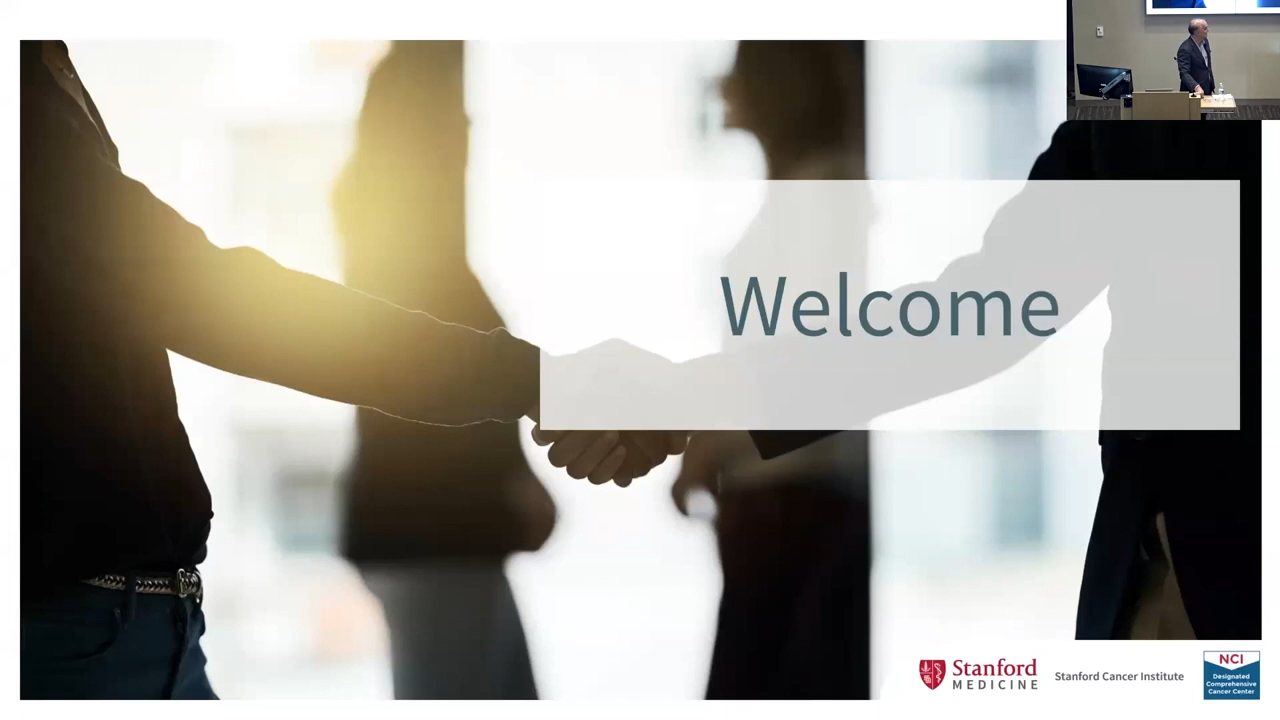 Welcome
Stanford
MEDICINE
Stanford Cancer Institute
NCI
Designated
Comprehensive
Cancer Center